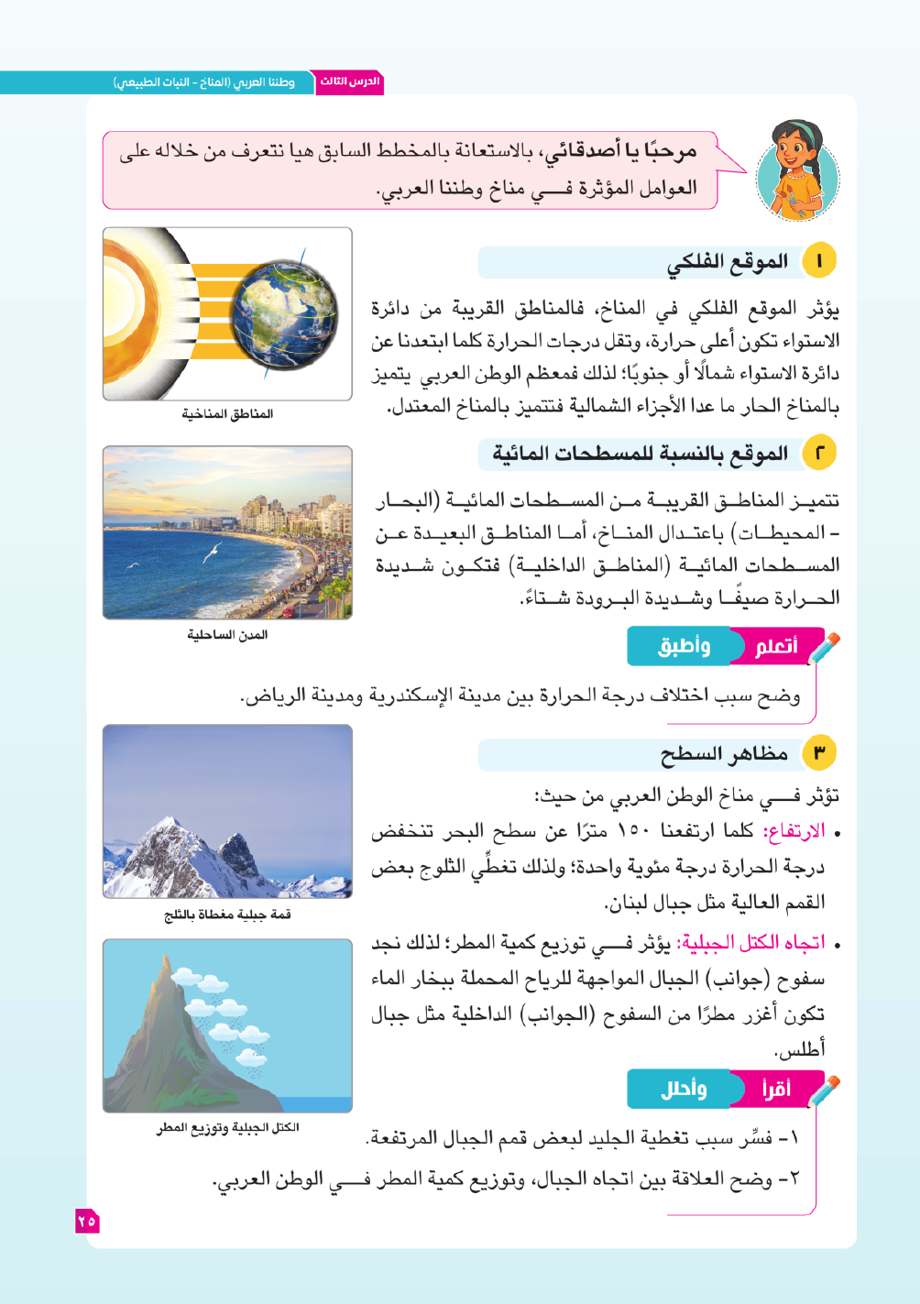 الدرس الثالث
وطننا العربي (المناخ - النبات الطبيعي)
مرحبًا يا أصدقائي، بالاستعانة بالمخطط السابق هيا نتعرف من خلاله على
العوامل المؤثرة في مناخ وطننا العربي.
١ الموقع الفلكي
يؤثر الموقع الفلكي في المناخ، فالمناطق القريبة من دائرة
الاستواء تكون أعلى حرارة، وتقل درجات الحرارة كلما ابتعدنا عن
دائرة الاستواء شمالًا أو جنوبًا؛ لذلك فمعظم الوطن العربي يتميز
بالمناخ الحار ما عدا الأجزاء الشمالية فتتميز بالمناخ المعتدل.
المناطق المناخية
٢ الموقع بالنسبة للمسطحات المائية
تتميز المناطق القريبة من المسطحات المائية (البحار
- المحيطات) باعتدال المناخ، أما المناطق البعيدة عن
المسطحات المائية (المناطق الداخلية) فتكون شديدة
الحرارة صيفًا وشديدة البرودة شتاءً.
المدن الساحلية
أتعلم وأطبق
وضح سبب اختلاف درجة الحرارة بين مدينة الإسكندرية ومدينة الرياض.
٣ مظاهر السطح
تؤثر في مناخ الوطن العربي من حيث:
• الارتفاع: كلما ارتفعنا ١٥٠ مترًا عن سطح البحر تنخفض
درجة الحرارة درجة مئوية واحدة؛ ولذلك تغطِّي الثلوج بعض
القمم العالية مثل جبال لبنان.
قمة جبلية مغطاة بالثلج
• اتجاه الكتل الجبلية: يؤثر في توزيع كمية المطر؛ لذلك نجد
سفوح (جوانب) الجبال المواجهة للرياح المحملة ببخار الماء
تكون أغزر مطرًا من السفوح (الجوانب) الداخلية مثل جبال
أطلس.
الكتل الجبلية وتوزيع المطر
أقرأ وأحلل
١- فسِّر سبب تغطية الجليد لبعض قمم الجبال المرتفعة.
٢- وضح العلاقة بين اتجاه الجبال، وتوزيع كمية المطر في الوطن العربي.
٢٥